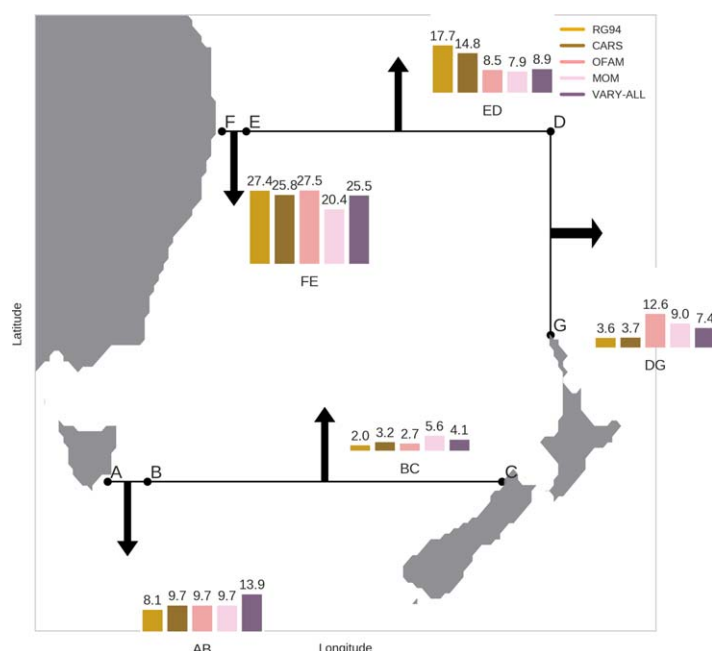 17.7
14.8
8.5 7.9 8.9
ED
RG94
CARS
OFAM
MOM
VARY-ALL
F E
D
27.4 25.8 27.5
20.4
25.5
FE
Latitude
G
3.6 3.7
12.6
9.0
7.4
DG
2.0 3.2 2.7
5.6
4.1
BC
A B
C
8.1
9.7 9.7 9.7
13.9
AB
Longitude